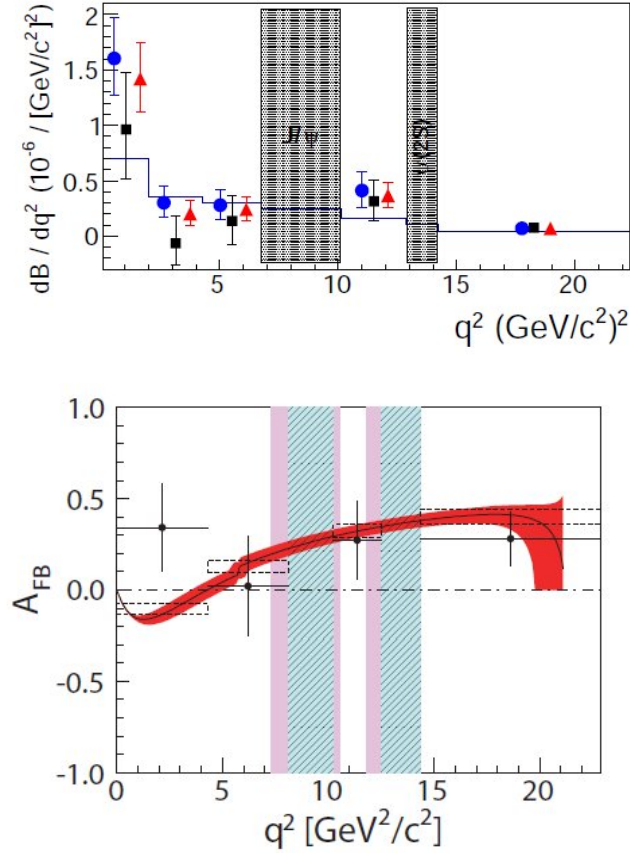 dB / dq² (10⁻⁶ / [GeV/c²]²)
2
1.5
1
0.5
0
J/ψ
ψ(2S)
5 10 15 20
q² (GeV/c²)²
A_FB
1.0
0.5
0.0
-0.5
-1.0
0 5 10 15 20
q² [GeV²/c²]